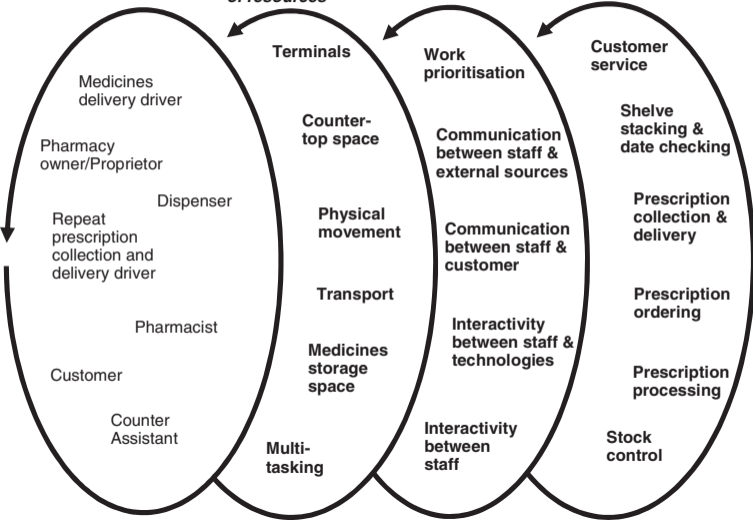 of resources
Medicines
delivery driver
Pharmacy
owner/Proprietor
Dispenser
Repeat
prescription
collection and
delivery driver
Pharmacist
Customer
Counter
Assistant
Terminals
Counter-
top space
Physical
movement
Transport
Medicines
storage
space
Multi-
tasking
Work
prioritisation
Communication
between staff &
external sources
Communication
between staff &
customer
Interactivity
between staff &
technologies
Interactivity
between
staff
Customer
service
Shelve
stacking &
date checking
Prescription
collection &
delivery
Prescription
ordering
Prescription
processing
Stock
control